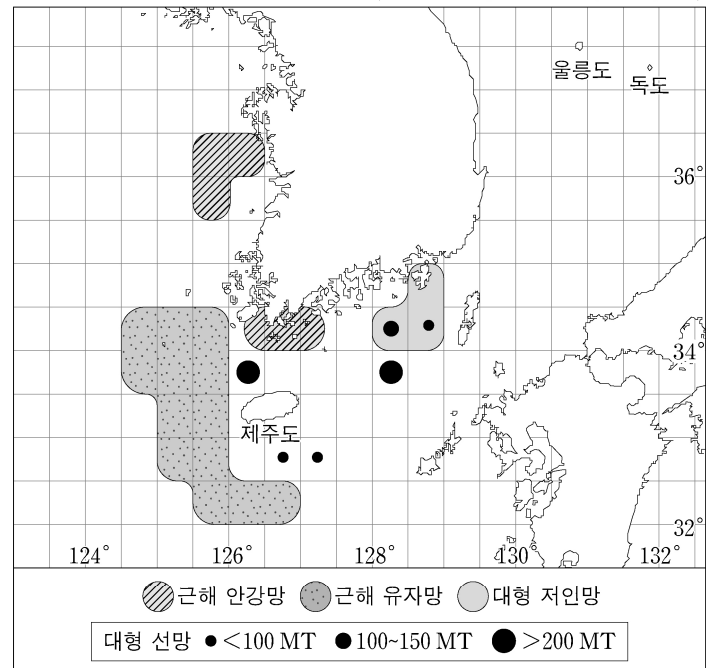 울릉도
독도
36°
34°
제주도
32°
124° 126° 128° 130° 132°
근해 안강망 근해 유자망 대형 저인망
대형 선망 <100 MT 100~150 MT >200 MT